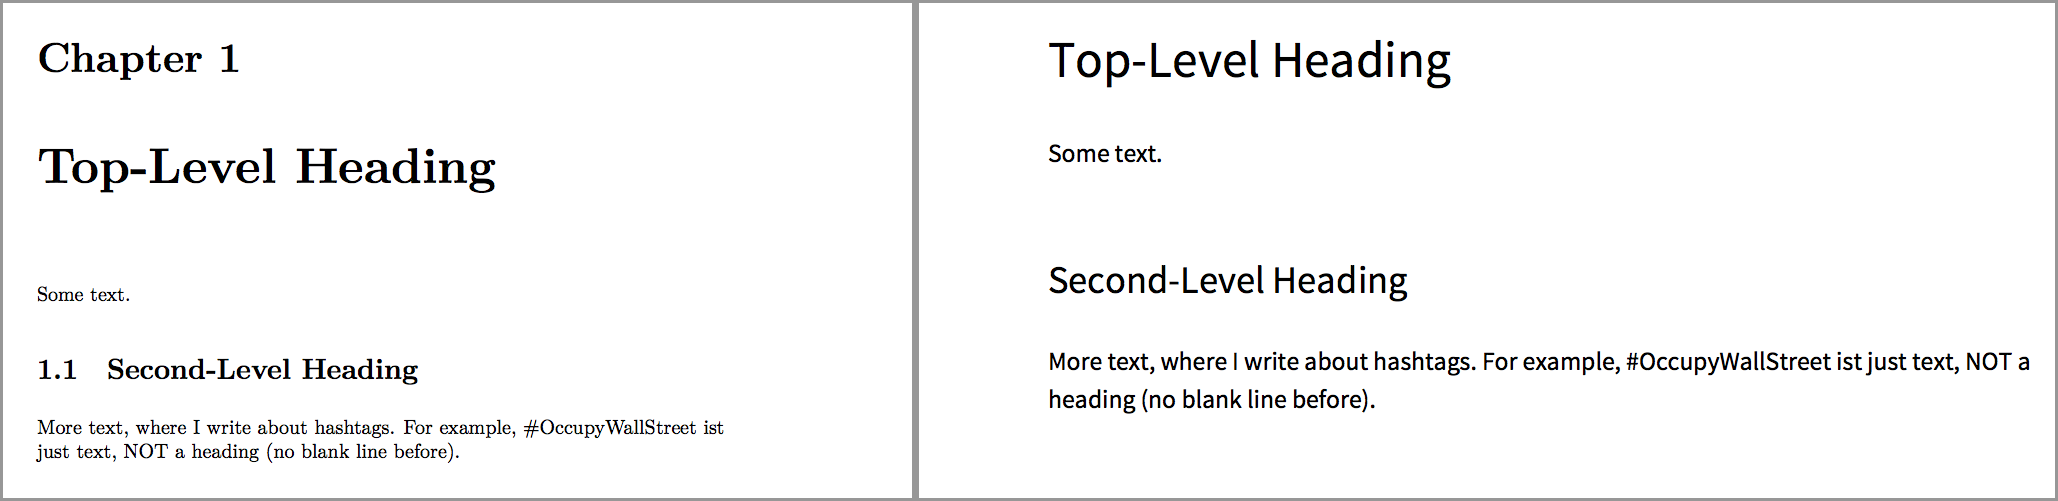 Chapter 1
Top-Level Heading
Some text.
1.1 Second-Level Heading
More text, where I write about hashtags. For example, #OccupyWallStreet ist
just text, NOT a heading (no blank line before).
Top-Level Heading
Some text.
Second-Level Heading
More text, where I write about hashtags. For example, #OccupyWallStreet ist just text, NOT a
heading (no blank line before).